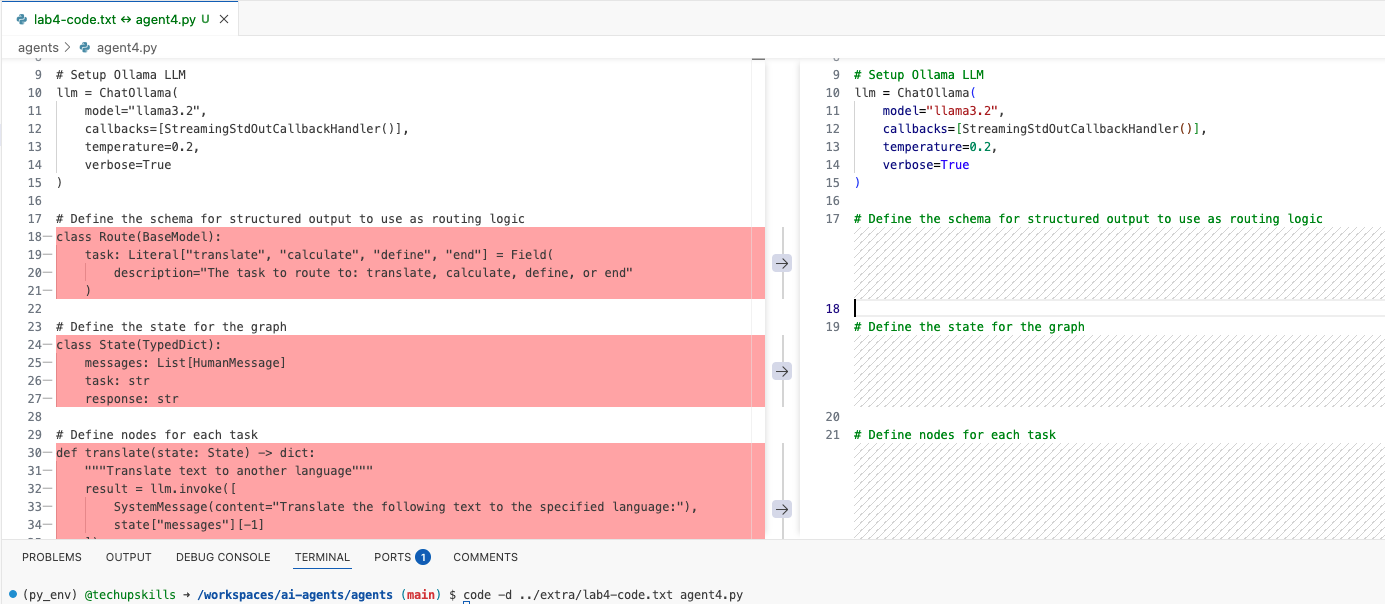 lab4-code.txt ↔ agent4.py U ×
agents > agent4.py
9 # Setup Ollama LLM
10 llm = ChatOllama(
11     model="llama3.2",
12     callbacks=[StreamingStdOutCallbackHandler()],
13     temperature=0.2,
14     verbose=True
15 )
16
17 # Define the schema for structured output to use as routing logic
18— class Route(BaseModel):
19—     task: Literal["translate", "calculate", "define", "end"] = Field(
20—         description="The task to route to: translate, calculate, define, or end"
21—     )
22
23 # Define the state for the graph
24— class State(TypedDict):
25—     messages: List[HumanMessage]
26—     task: str
27—     response: str
28
29 # Define nodes for each task
30— def translate(state: State) -> dict:
31—     """Translate text to another language"""
32—     result = llm.invoke([
33—         SystemMessage(content="Translate the following text to the specified language:"),
34—         state["messages"][-1]
9 # Setup Ollama LLM
10 llm = ChatOllama(
11     model="llama3.2",
12     callbacks=[StreamingStdOutCallbackHandler()],
13     temperature=0.2,
14     verbose=True
15 )
16
17 # Define the schema for structured output to use as routing logic
18
19 # Define the state for the graph
20
21 # Define nodes for each task
PROBLEMS OUTPUT DEBUG CONSOLE TERMINAL PORTS 1 COMMENTS
(py_env) @techupskills → /workspaces/ai-agents/agents (main) $ code -d ../extra/lab4-code.txt agent4.py